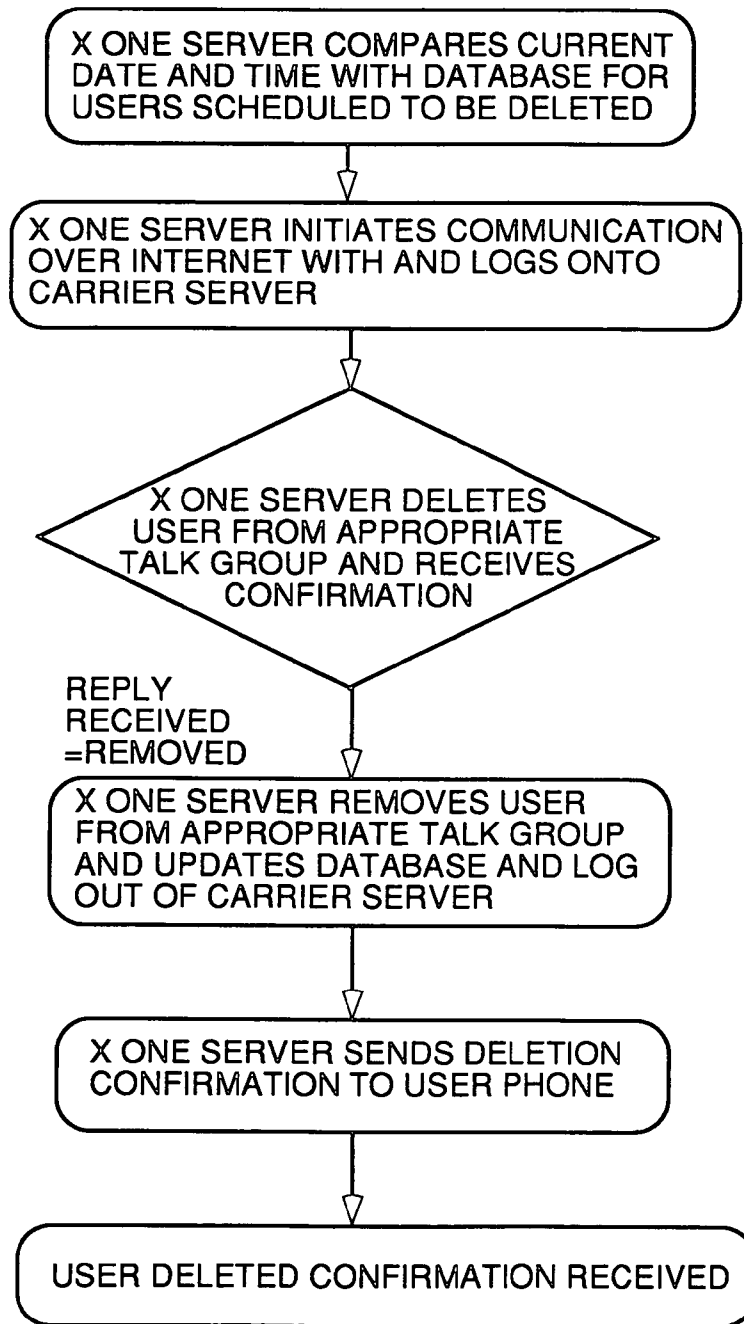 X ONE SERVER COMPARES CURRENT
DATE AND TIME WITH DATABASE FOR
USERS SCHEDULED TO BE DELETED
X ONE SERVER INITIATES COMMUNICATION
OVER INTERNET WITH AND LOGS ONTO
CARRIER SERVER
X ONE SERVER DELETES
USER FROM APPROPRIATE
TALK GROUP AND RECEIVES
CONFIRMATION
REPLY
RECEIVED
=REMOVED
X ONE SERVER REMOVES USER
FROM APPROPRIATE TALK GROUP
AND UPDATES DATABASE AND LOG
OUT OF CARRIER SERVER
X ONE SERVER SENDS DELETION
CONFIRMATION TO USER PHONE
USER DELETED CONFIRMATION RECEIVED